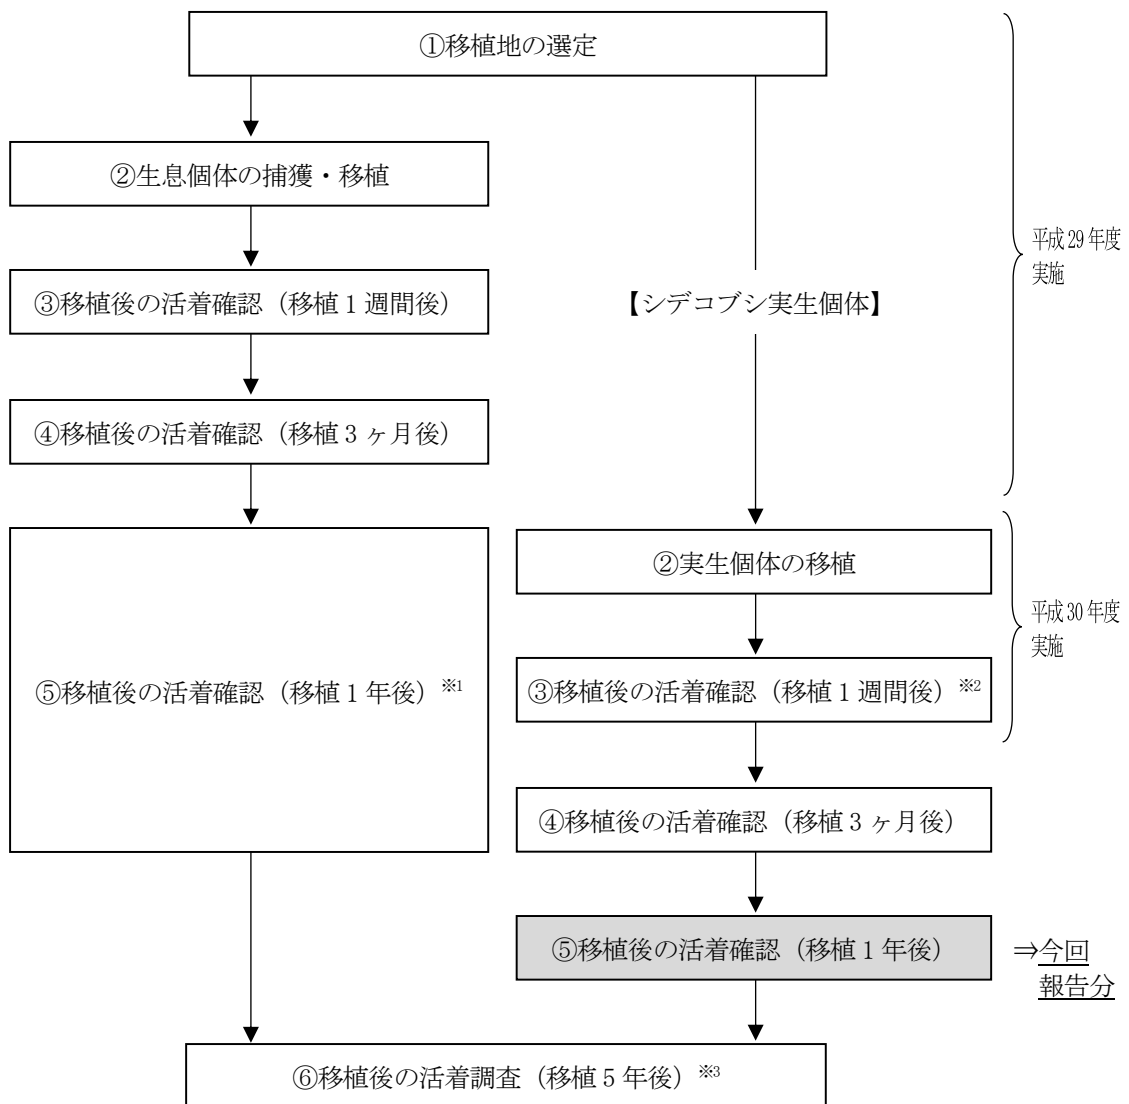 ①移植地の選定
②生息個体の捕獲・移植
③移植後の活着確認（移植1週間後）
【シデコブシ実生個体】
平成29年度
実施
④移植後の活着確認（移植3ヶ月後）
⑤移植後の活着確認（移植1年後）※1
②実生個体の移植
③移植後の活着確認（移植1週間後）※2
平成30年度
実施
④移植後の活着確認（移植3ヶ月後）
⑤移植後の活着確認（移植1年後）
⇒今回
報告分
⑥移植後の活着調査（移植5年後）※3